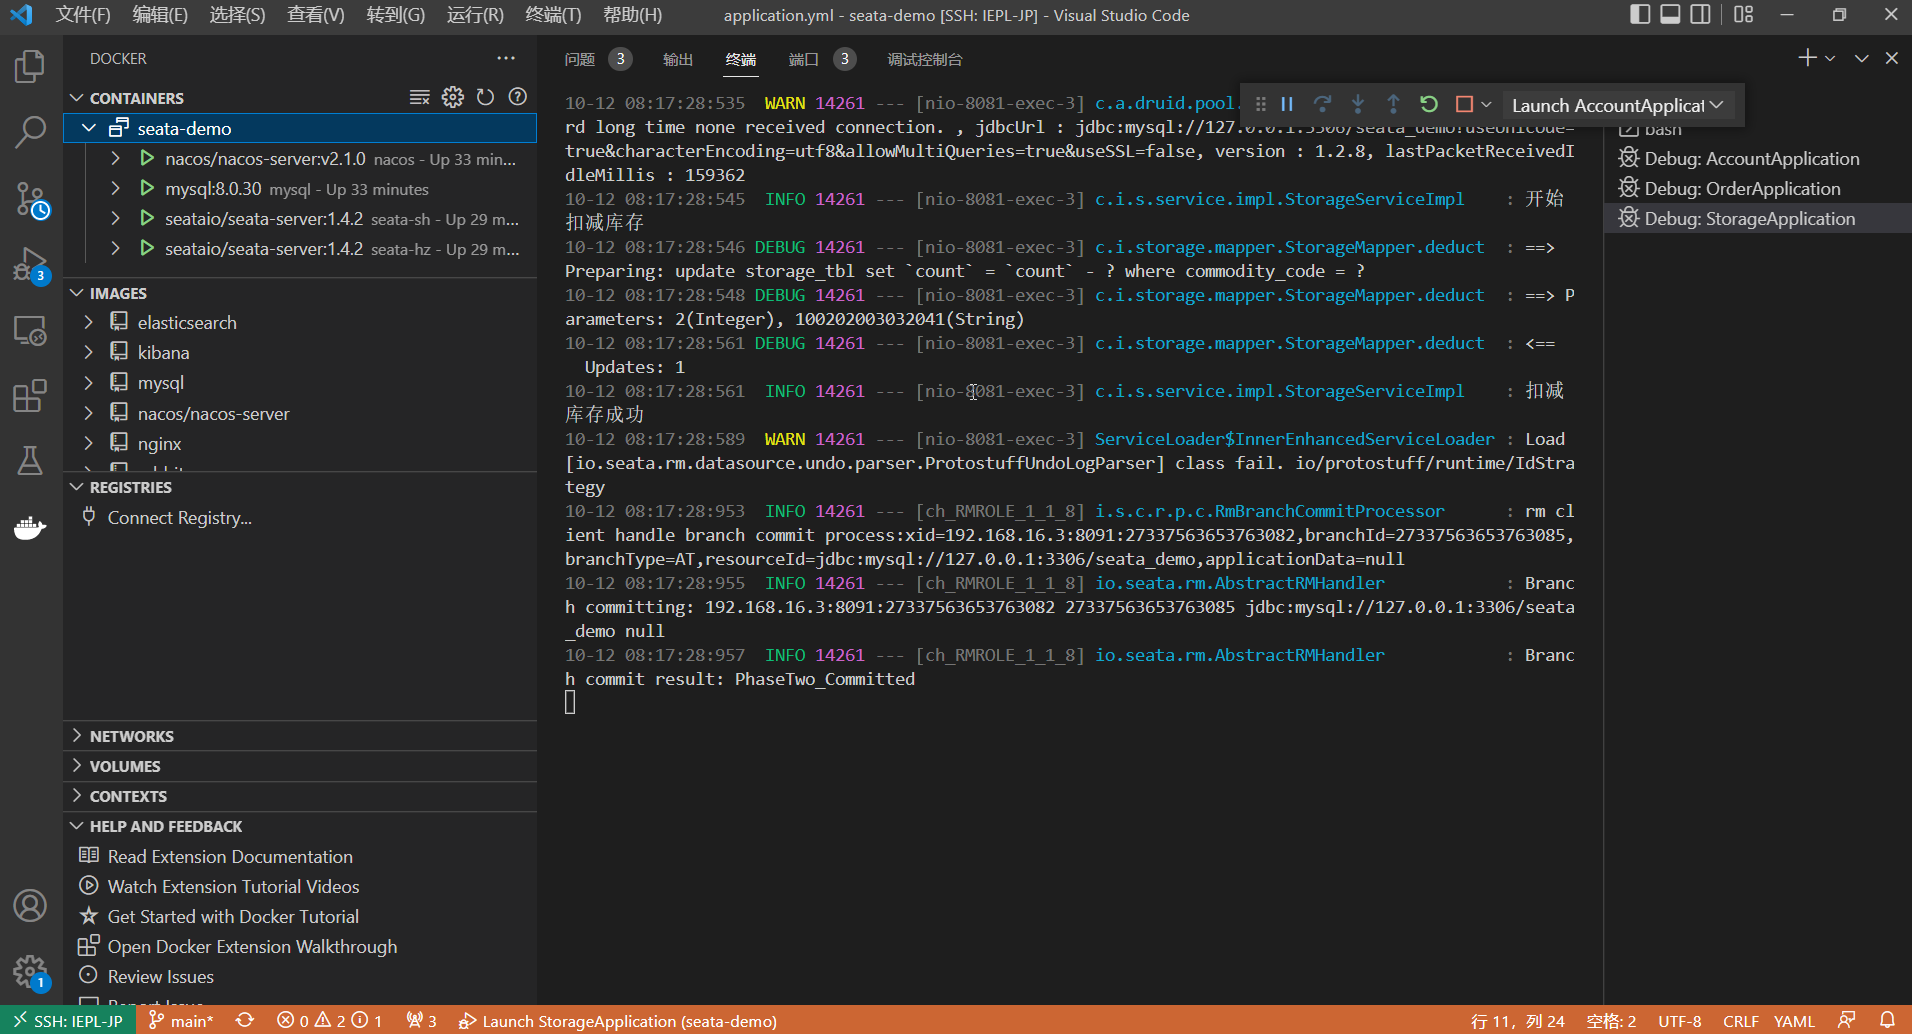 文件(F) 编辑(E) 选择(S) 查看(V) 转到(G) 运行(R) 终端(T) 帮助(H) application.yml - seata-demo [SSH: IEPL-JP] - Visual Studio Code
DOCKER
CONTAINERS
seata-demo
nacos/nacos-server:v2.1.0 nacos - Up 33 min...
mysql:8.0.30 mysql - Up 33 minutes
seataio/seata-server:1.4.2 seata-sh - Up 29 m...
seataio/seata-server:1.4.2 seata-hz - Up 29 m...
IMAGES
elasticsearch
kibana
mysql
nacos/nacos-server
nginx
REGISTRIES
Connect Registry...
NETWORKS
VOLUMES
CONTEXTS
HELP AND FEEDBACK
Read Extension Documentation
Watch Extension Tutorial Videos
Get Started with Docker Tutorial
Open Docker Extension Walkthrough
Review Issues
3
1
问题 3 输出 终端 端口 3 调试控制台
10-12 08:17:28:535 WARN 14261 --- [nio-8081-exec-3] c.a.druid.pool.
rd long time none received connection. , jdbcUrl : jdbc:mysql://127.0.0.1:3306/seata_demo?useUnicode=
true&characterEncoding=utf8&allowMultiQueries=true&useSSL=false, version : 1.2.8, lastPacketReceivedI
dleMillis : 159362
10-12 08:17:28:545 INFO 14261 --- [nio-8081-exec-3] c.i.s.service.impl.StorageServiceImpl : 开始
扣减库存
10-12 08:17:28:546 DEBUG 14261 --- [nio-8081-exec-3] c.i.storage.mapper.StorageMapper.deduct : ==>
Preparing: update storage_tbl set `count` = `count` - ? where commodity_code = ?
10-12 08:17:28:548 DEBUG 14261 --- [nio-8081-exec-3] c.i.storage.mapper.StorageMapper.deduct : ==> P
arameters: 2(Integer), 100202003032041(String)
10-12 08:17:28:561 DEBUG 14261 --- [nio-8081-exec-3] c.i.storage.mapper.StorageMapper.deduct : <==
Updates: 1
10-12 08:17:28:561 INFO 14261 --- [nio-8081-exec-3] c.i.s.service.impl.StorageServiceImpl : 扣减
库存成功
10-12 08:17:28:589 WARN 14261 --- [nio-8081-exec-3] ServiceLoader$InnerEnhancedServiceLoader : Load
[io.seata.rm.datasource.undo.parser.ProtostuffUndoLogParser] class fail. io/protostuff/runtime/IdStra
tegy
10-12 08:17:28:953 INFO 14261 --- [ch_RMROLE_1_1_8] i.s.c.r.p.c.RmBranchCommitProcessor : rm cl
ient handle branch commit process:xid=192.168.16.3:8091:27337563653763082,branchId=27337563653763085,
branchType=AT,resourceId=jdbc:mysql://127.0.0.1:3306/seata_demo,applicationData=null
10-12 08:17:28:955 INFO 14261 --- [ch_RMROLE_1_1_8] io.seata.rm.AbstractRMHandler : Branc
h committing: 192.168.16.3:8091:27337563653763082 27337563653763085 jdbc:mysql://127.0.0.1:3306/seata
_demo null
10-12 08:17:28:957 INFO 14261 --- [ch_RMROLE_1_1_8] io.seata.rm.AbstractRMHandler : Branc
h commit result: PhaseTwo_Committed
Launch AccountApplicat
bash
Debug: AccountApplication
Debug: OrderApplication
Debug: StorageApplication
SSH: IEPL-JP main* 0 2 1 3 Launch StorageApplication (seata-demo) 行 11, 列 24 空格: 2 UTF-8 CRLF YAML